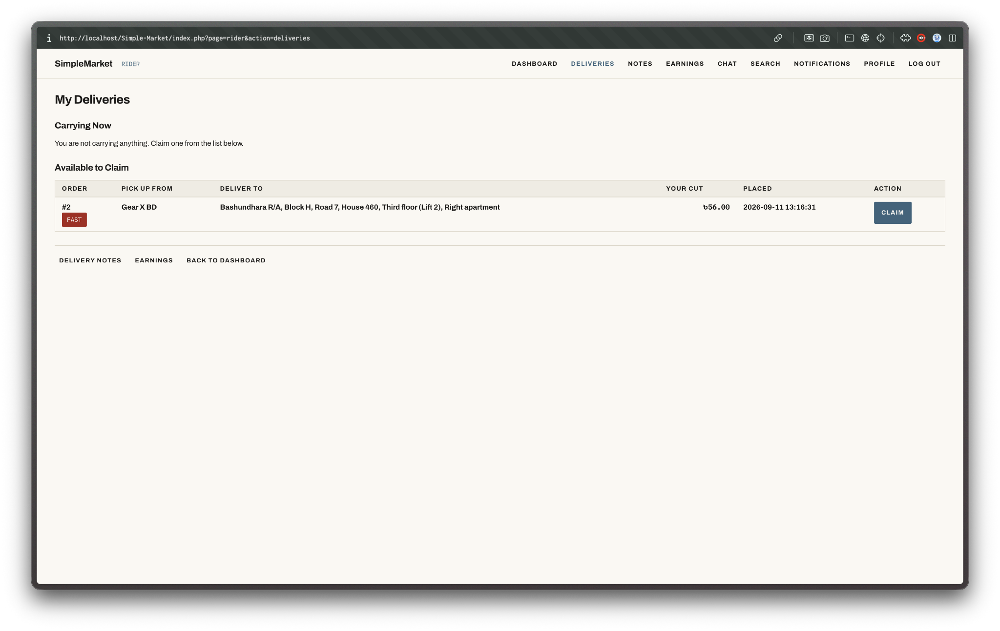 http://localhost/Simple-Market/index.php?page=rider&action=deliveries
SimpleMarket RIDER DASHBOARD DELIVERIES NOTES EARNINGS CHAT SEARCH NOTIFICATIONS PROFILE LOG OUT
My Deliveries
Carrying Now
You are not carrying anything. Claim one from the list below.
Available to Claim
ORDER PICK UP FROM DELIVER TO YOUR CUT PLACED ACTION
#2 Gear X BD Bashundhara R/A, Block H, Road 7, House 460, Third floor (Lift 2), Right apartment ৳56.00 2026-09-11 13:16:31 CLAIM
FAST
DELIVERY NOTES EARNINGS BACK TO DASHBOARD